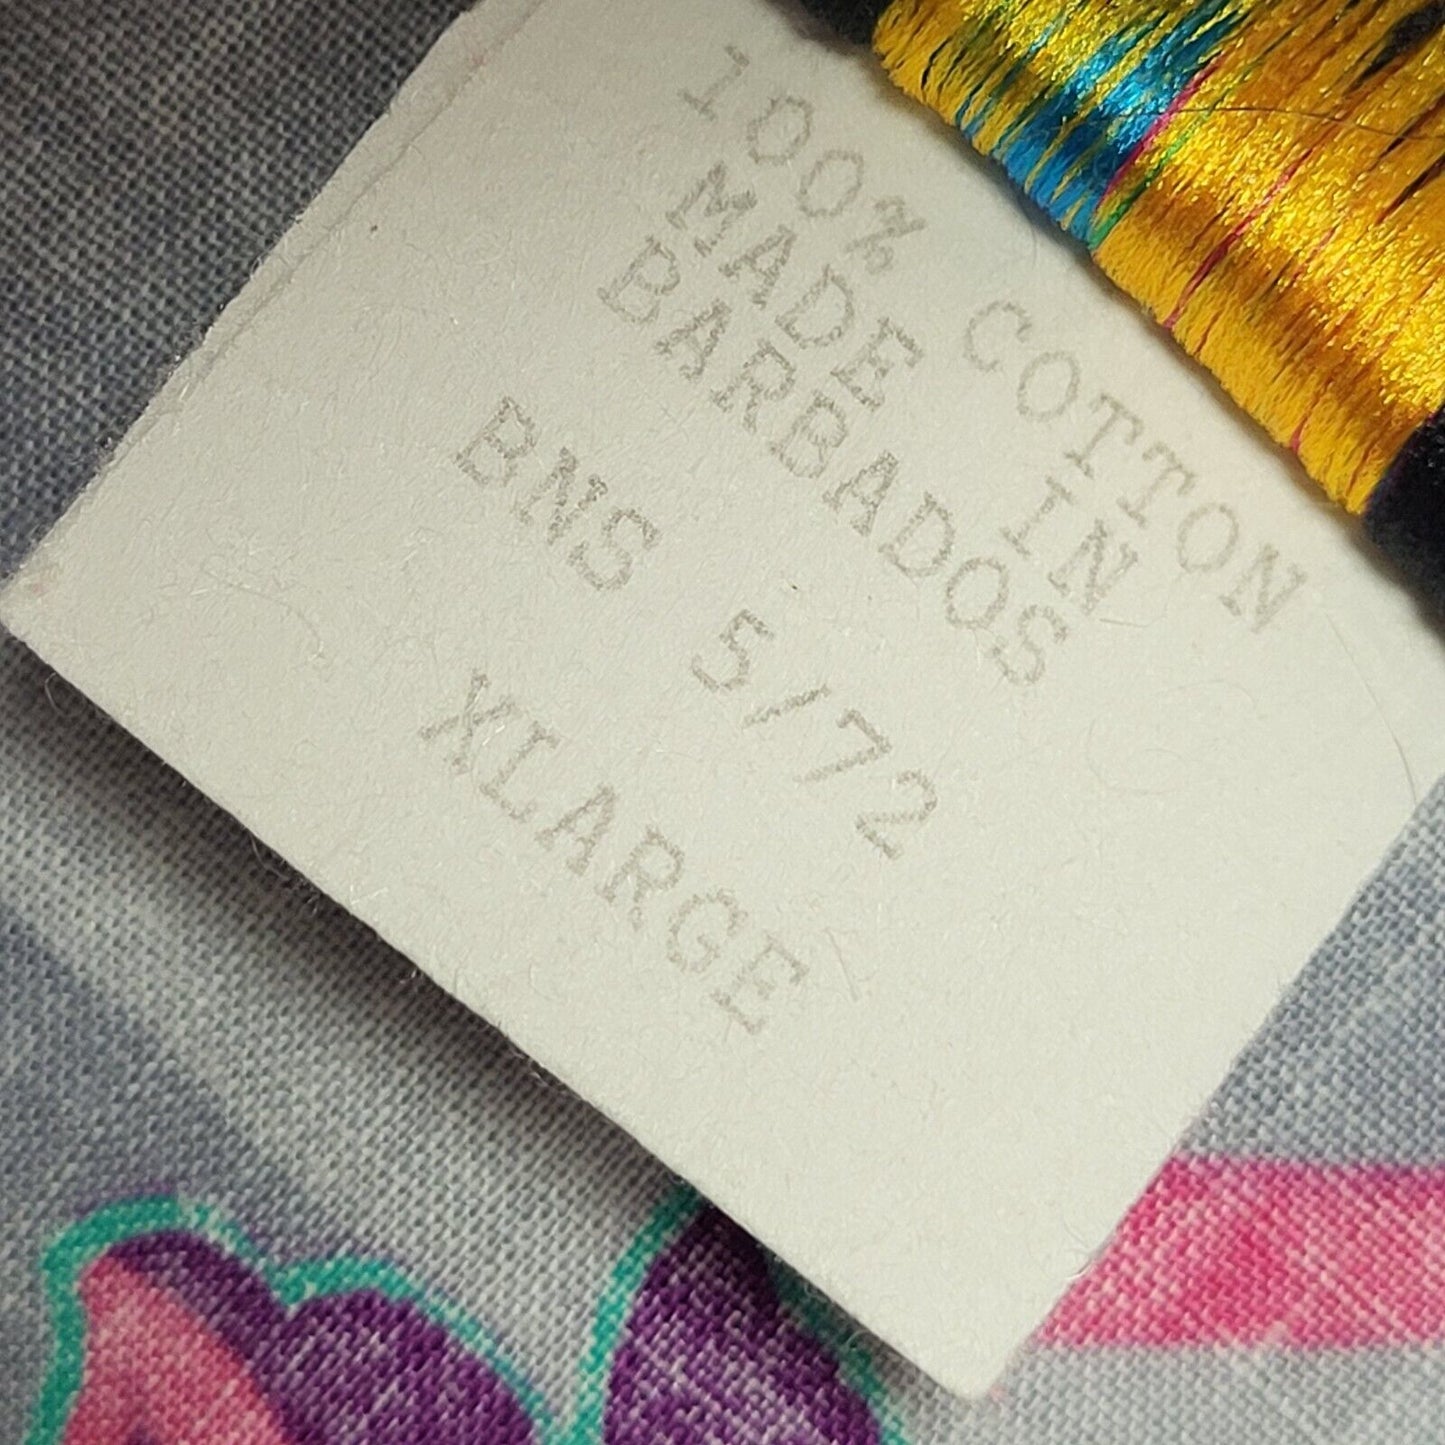 100% COTTON
MADE IN
BARBADOS
BNS 5/72
XLARGE